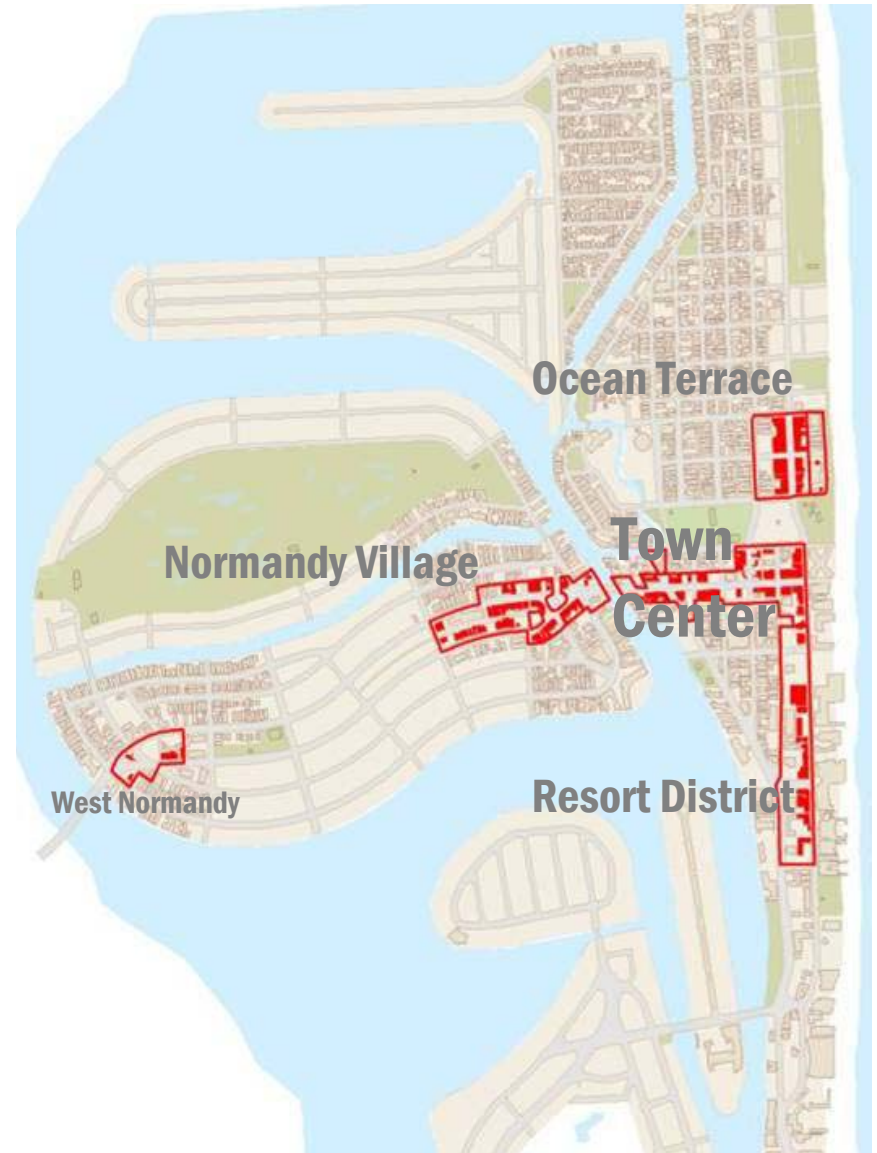 Ocean Terrace
Town
Center
Normandy Village
Resort District
West Normandy